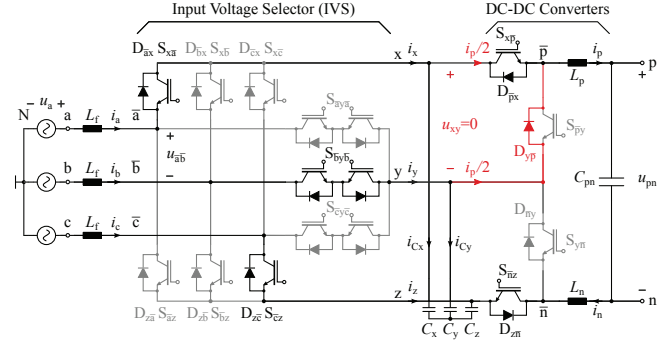 Input Voltage Selector (IVS)
DC-DC Converters
D_āx S_xā D_b̄x S_xb̄ D_c̄x S_xc̄
x i_x i_p/2 S_xp̄ p̄ i_p p
+ D_p̄x L_p +
N − u_a + a L_f i_a ā
S_āyā
u_xy=0 S_p̄y
+ u_ab̄ −
D_yp̄
b L_f i_b b̄ S_b̄yb̄ y i_y − i_p/2
C_pn u_pn
c L_f i_c c̄ S_c̄yc̄
D_n̄y S_yn̄
i_Cx i_Cy
S_n̄z
z i_z n̄ L_n i_n − n
D_zā S_āz D_zb̄ S_b̄z D_zc̄ S_c̄z
C_x C_y C_z D_zn̄